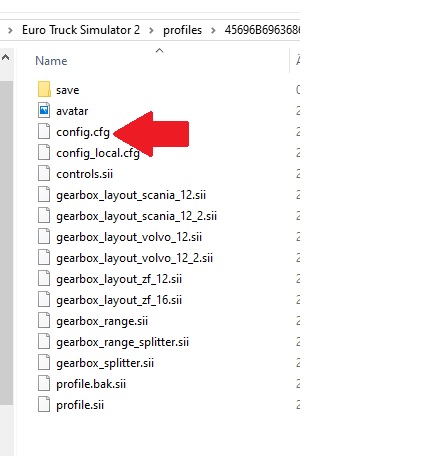 Euro Truck Simulator 2 > profiles > 45696B6963686
Name
save
avatar
config.cfg
config_local.cfg
controls.sii
gearbox_layout_scania_12.sii
gearbox_layout_scania_12_2.sii
gearbox_layout_volvo_12.sii
gearbox_layout_volvo_12_2.sii
gearbox_layout_zf_12.sii
gearbox_layout_zf_16.sii
gearbox_range.sii
gearbox_range_splitter.sii
gearbox_splitter.sii
profile.bak.sii
profile.sii